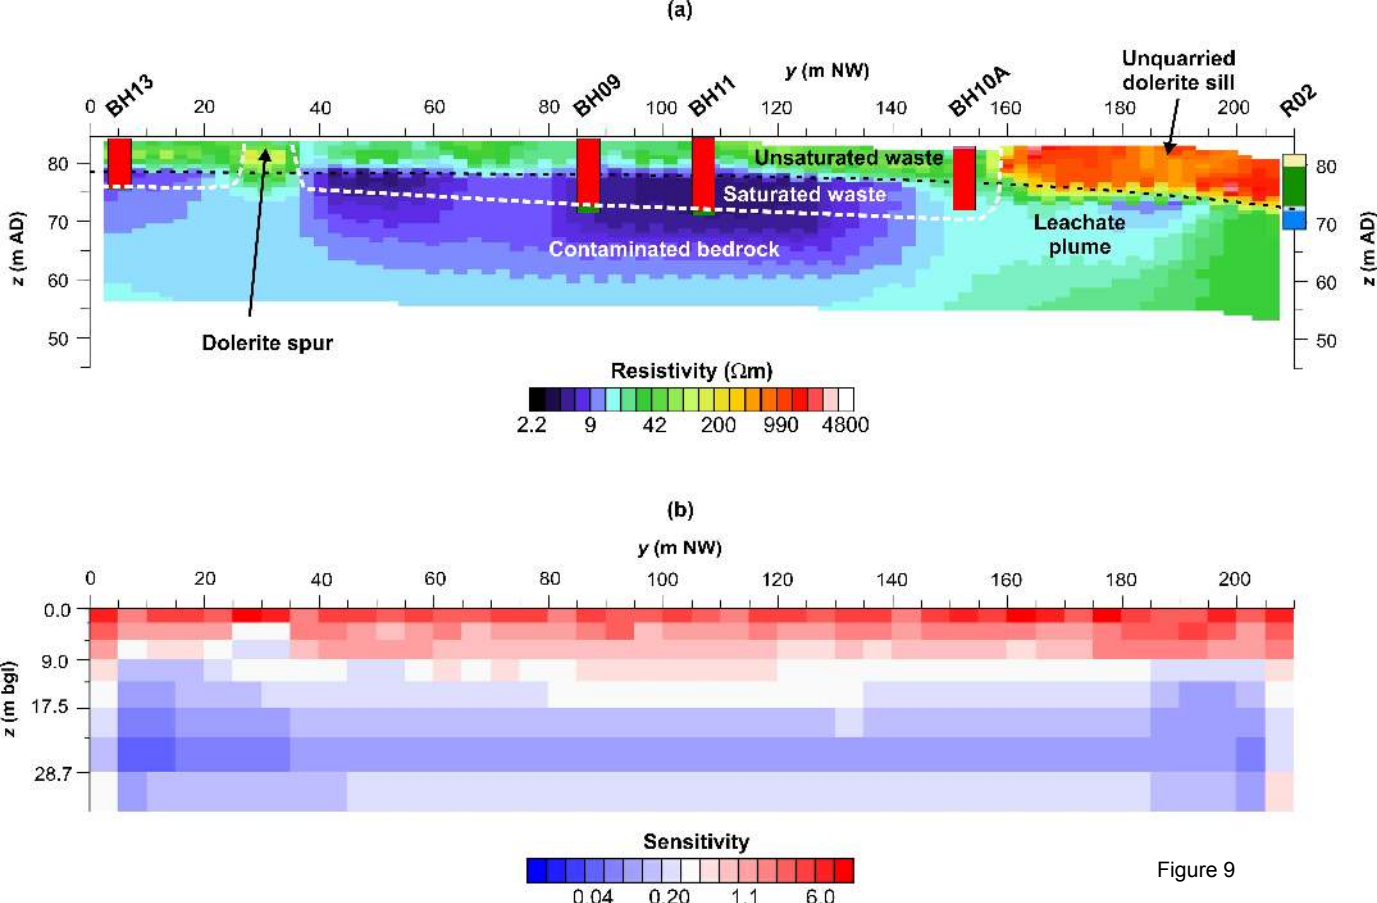 (a)
y (m NW)
Unquarried
dolerite sill
0 20 40 60 80 100 120 140 160 180 200
BH13 BH09 BH11 BH10A R02
80
70
60
50
z (m AD)
80
70
60
50
z (m AD)
Unsaturated waste
Saturated waste
Contaminated bedrock
Leachate
plume
Dolerite spur
Resistivity (Ωm)
2.2 9 42 200 990 4800
(b)
y (m NW)
0 20 40 60 80 100 120 140 160 180 200
0.0
9.0
17.5
28.7
z (m bgl)
Sensitivity
0.04 0.20 1.1 6.0
Figure 9